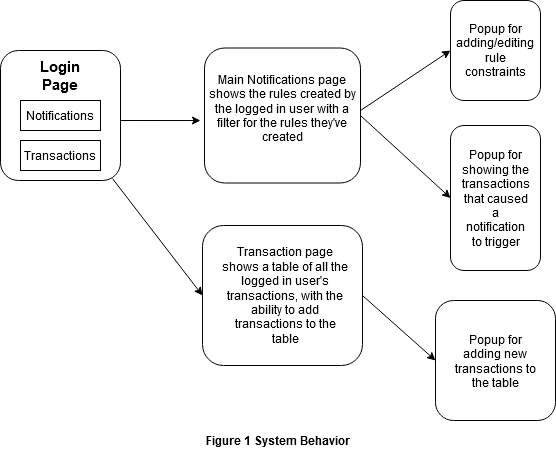 Login
Page
Notifications
Transactions
Main Notifications page
shows the rules created by
the logged in user with a
filter for the rules they've
created
Popup for
adding/editing
rule
constraints
Popup for
showing the
transactions
that caused
a
notification
to trigger
Transaction page
shows a table of all the
logged in user's
transactions, with the
ability to add
transactions to the
table
Popup for
adding new
transactions to
the table
Figure 1 System Behavior